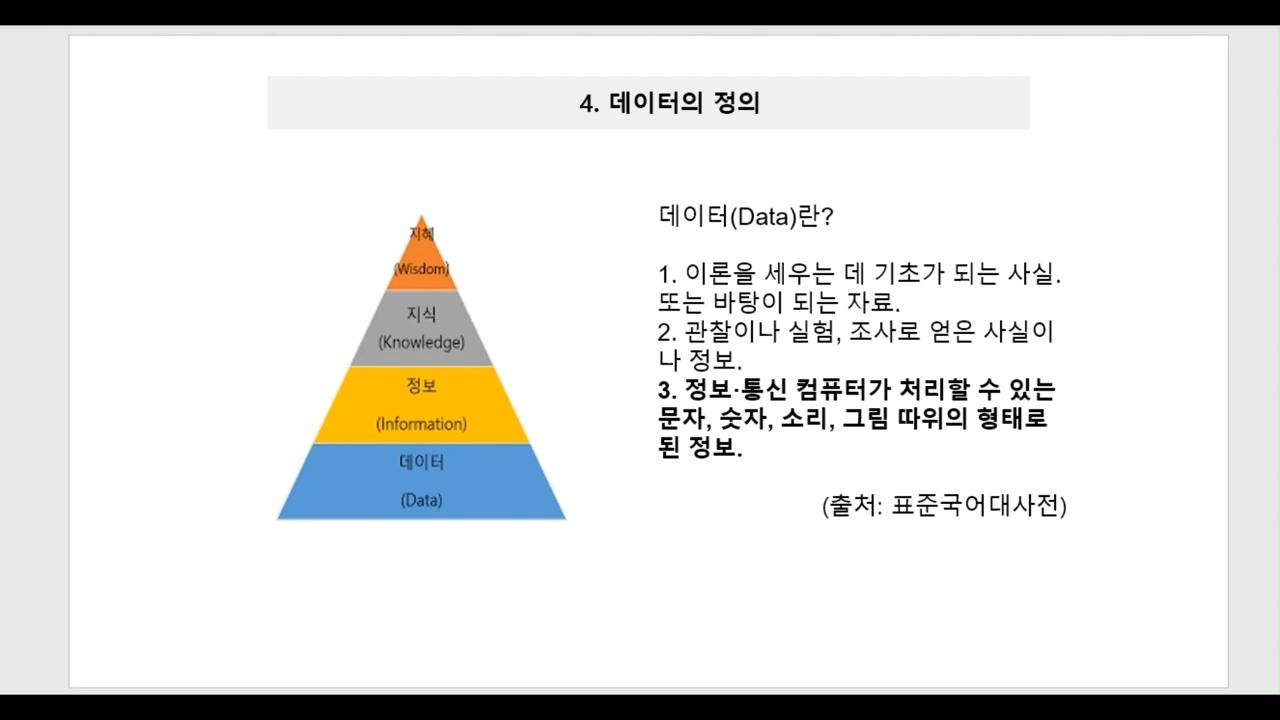 4. 데이터의 정의
지혜
(Wisdom)
지식
(Knowledge)
정보
(Information)
데이터
(Data)
데이터(Data)란?
1. 이론을 세우는 데 기초가 되는 사실.
또는 바탕이 되는 자료.
2. 관찰이나 실험, 조사로 얻은 사실이
나 정보.
3. 정보·통신 컴퓨터가 처리할 수 있는
문자, 숫자, 소리, 그림 따위의 형태로
된 정보.
(출처: 표준국어대사전)